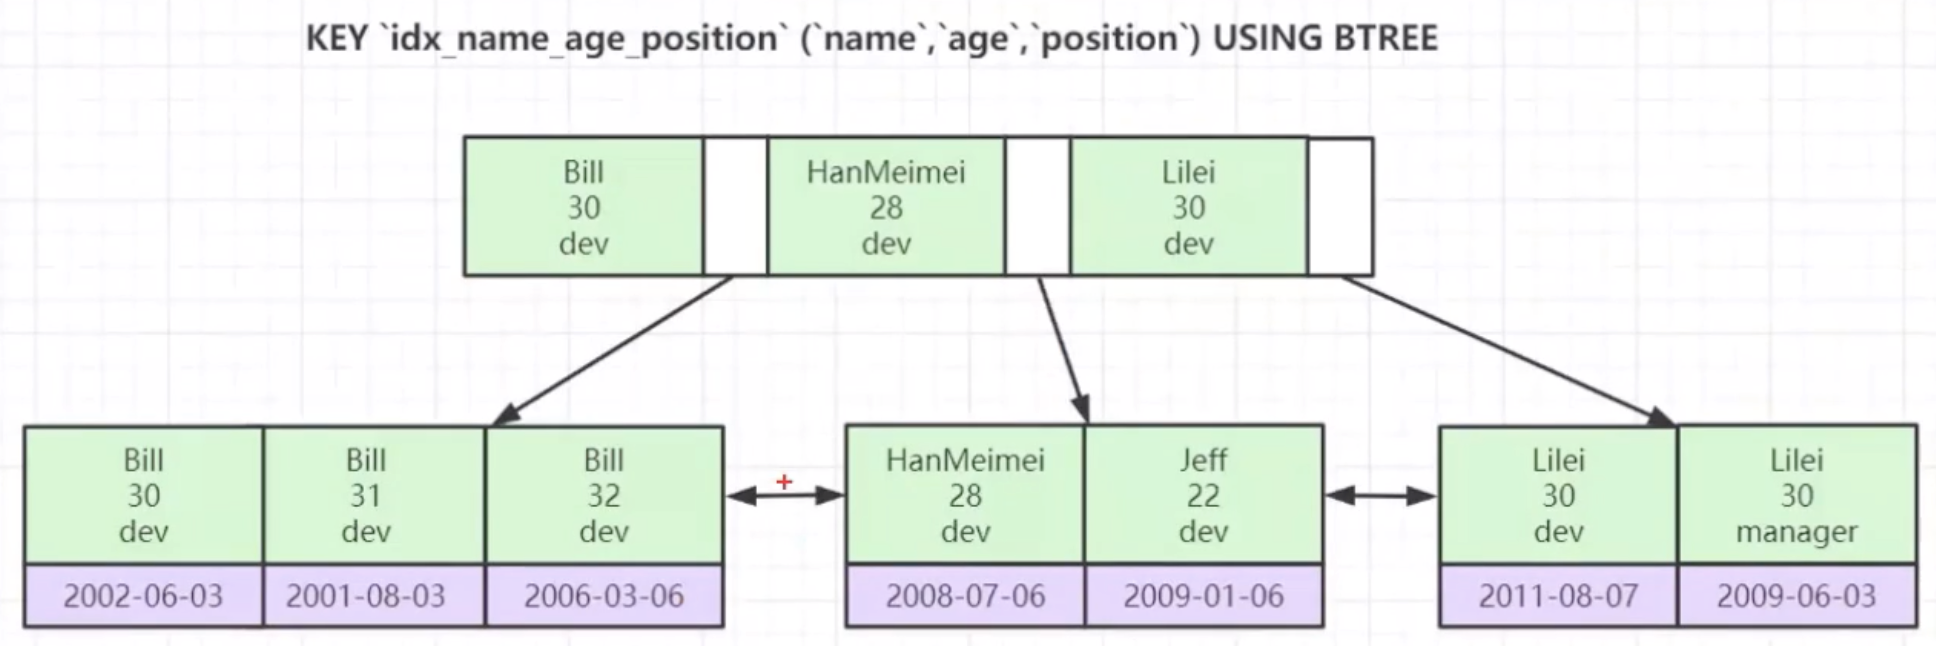 KEY `idx_name_age_position` (`name`,`age`,`position`) USING BTREE
Bill
30
dev
HanMeimei
28
dev
Lilei
30
dev
Bill
30
dev
2002-06-03
Bill
31
dev
2001-08-03
Bill
32
dev
2006-03-06
+
HanMeimei
28
dev
2008-07-06
Jeff
22
dev
2009-01-06
Lilei
30
dev
2011-08-07
Lilei
30
manager
2009-06-03